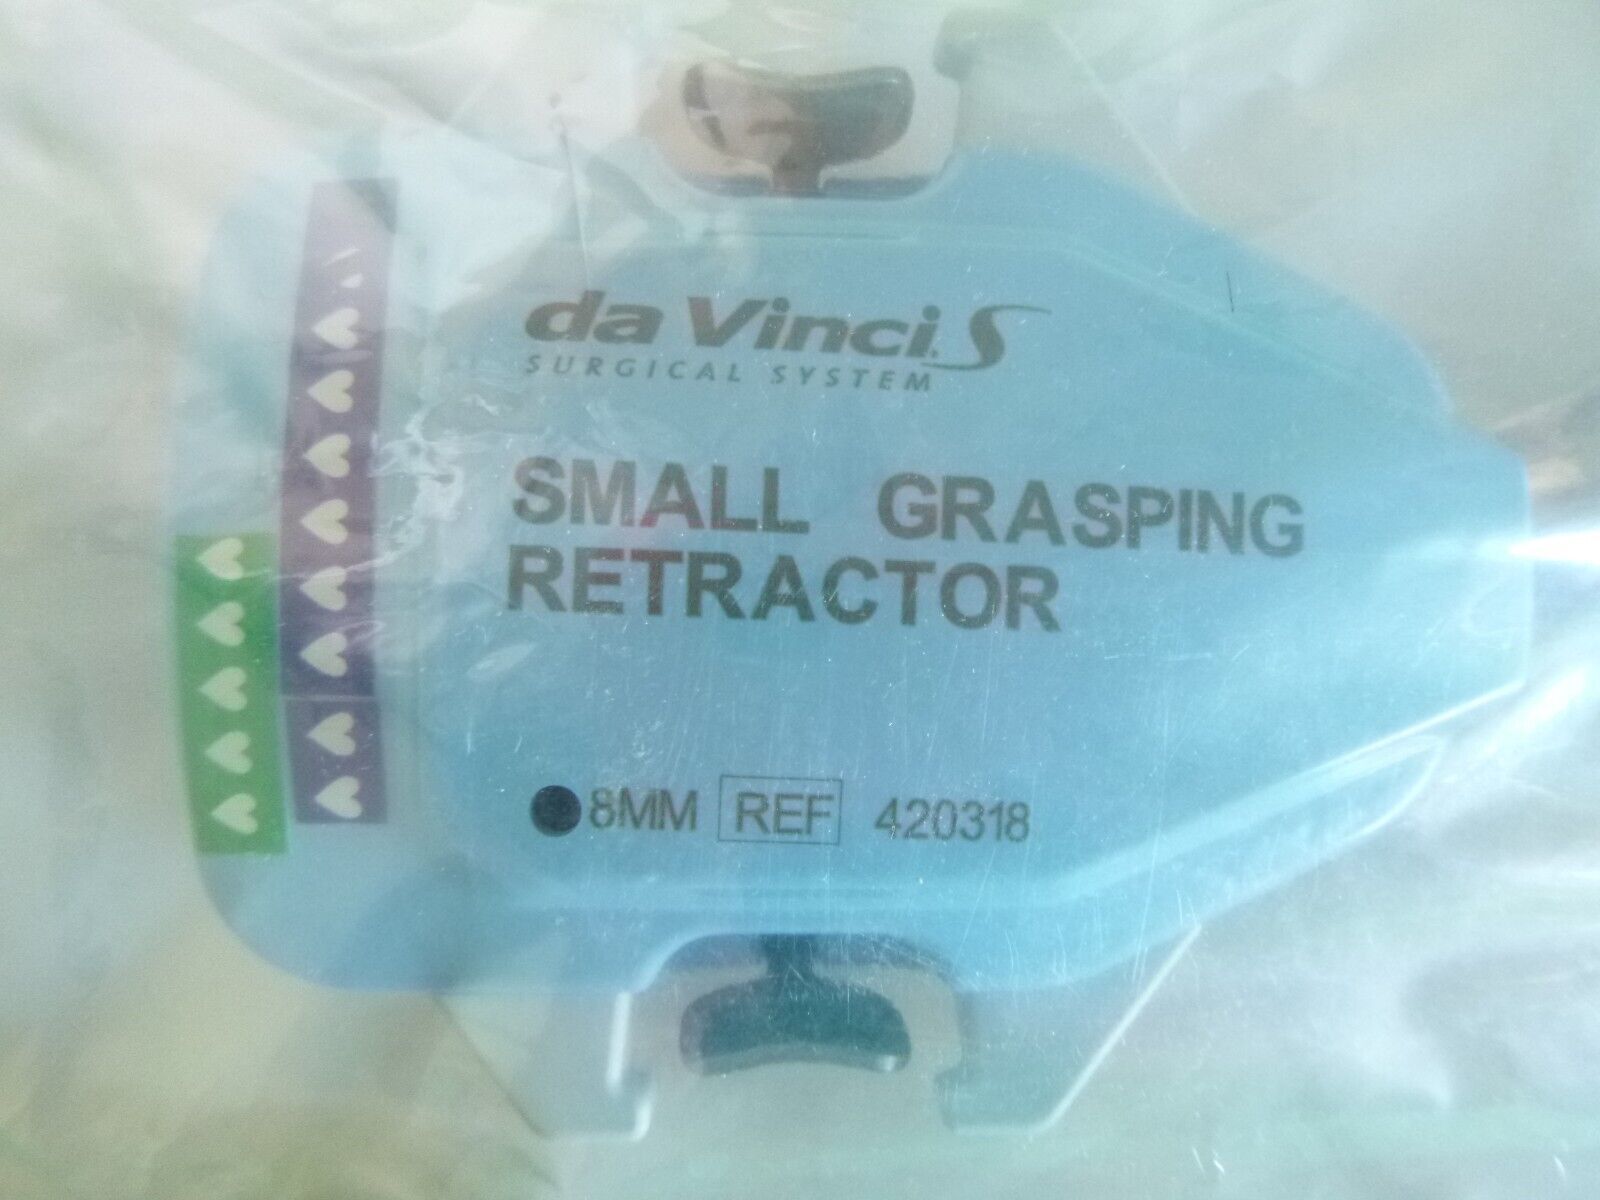 da Vinci. S
SURGICAL SYSTEM
SMALL GRASPING
RETRACTOR
8MM REF 420318